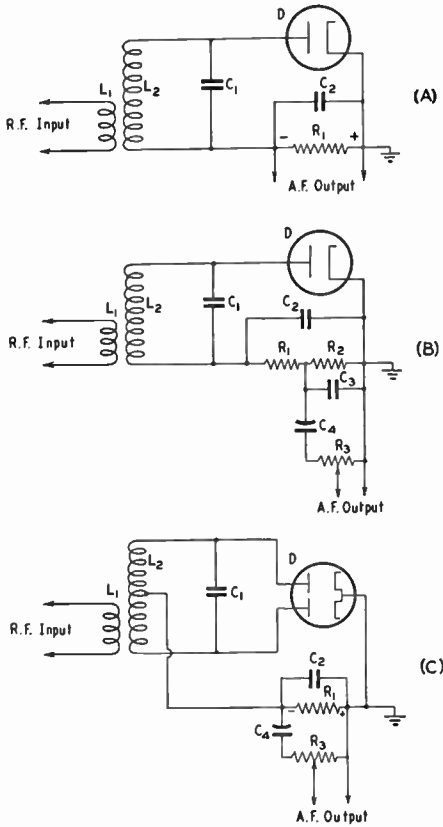 D
(A)
L₁ L₂ C₁ C₂
R.F. Input
- R₁ +
A.F. Output
D
(B)
L₁ L₂ C₁ C₂
R.F. Input
R₁ R₂
C₃
C₄
R₃
A.F. Output
L₂ D
L₁ C₁
R.F. Input
(C)
C₂
- R₁ +
C₄ R₃
A.F. Output